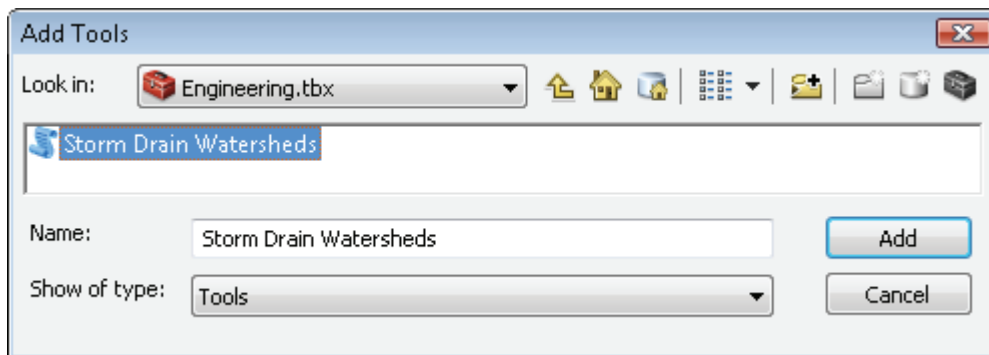 Add Tools
Look in: Engineering.tbx
Storm Drain Watersheds
Name: Storm Drain Watersheds Add
Show of type: Tools Cancel